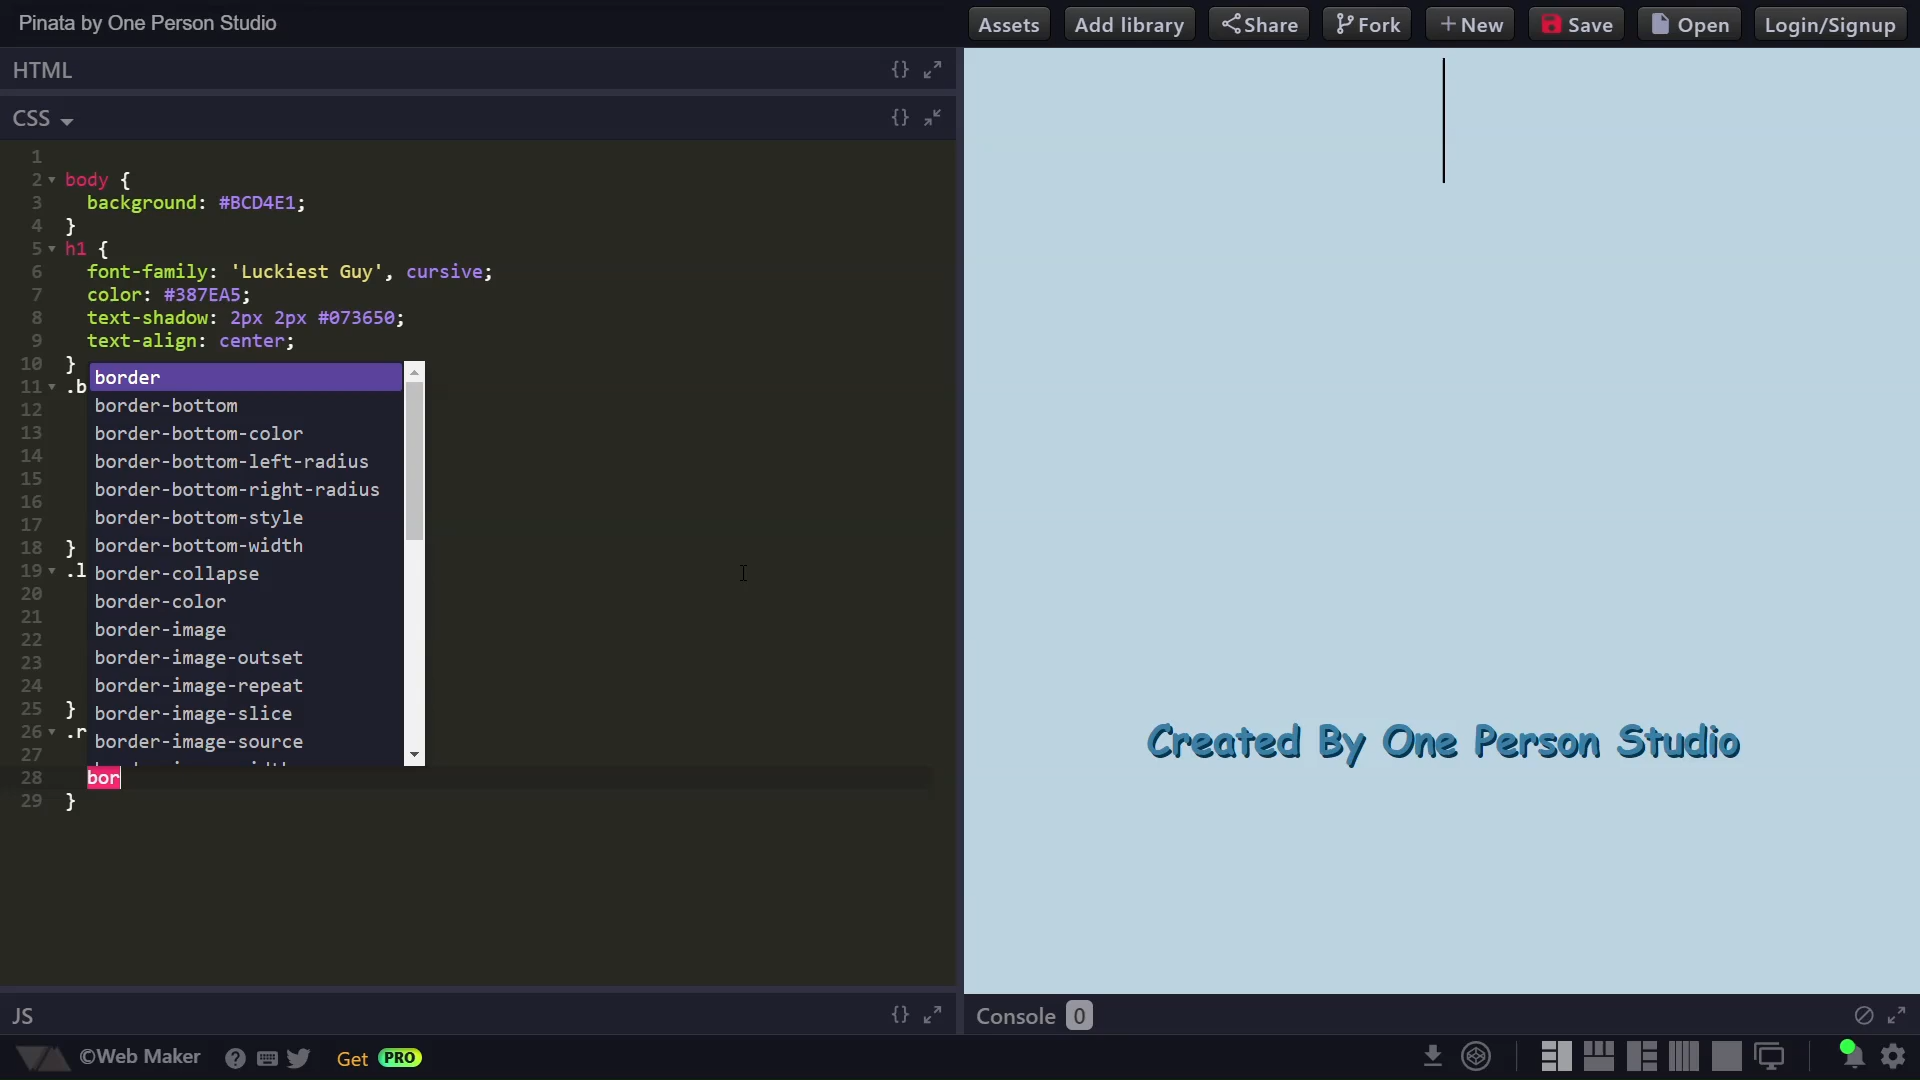 Pinata by One Person Studio
Assets
Add library
Share
Fork
+ New
Save
Open
Login/Signup
HTML
{}
CSS
{}
1
2 body {
3 background: #BCD4E1;
4 }
5 h1 {
6 font-family: 'Luckiest Guy', cursive;
7 color: #387EA5;
8 text-shadow: 2px 2px #073650;
9 text-align: center;
10 }
11 .b
12
13
14
15
16
17
18 }
19 .l
20
21
22
23
24
25 }
26 .r
27
28 bor
29 }
border
border-bottom
border-bottom-color
border-bottom-left-radius
border-bottom-right-radius
border-bottom-style
border-bottom-width
border-collapse
border-color
border-image
border-image-outset
border-image-repeat
border-image-slice
border-image-source
Created By One Person Studio
JS
{}
Console 0
©Web Maker
?
Get PRO